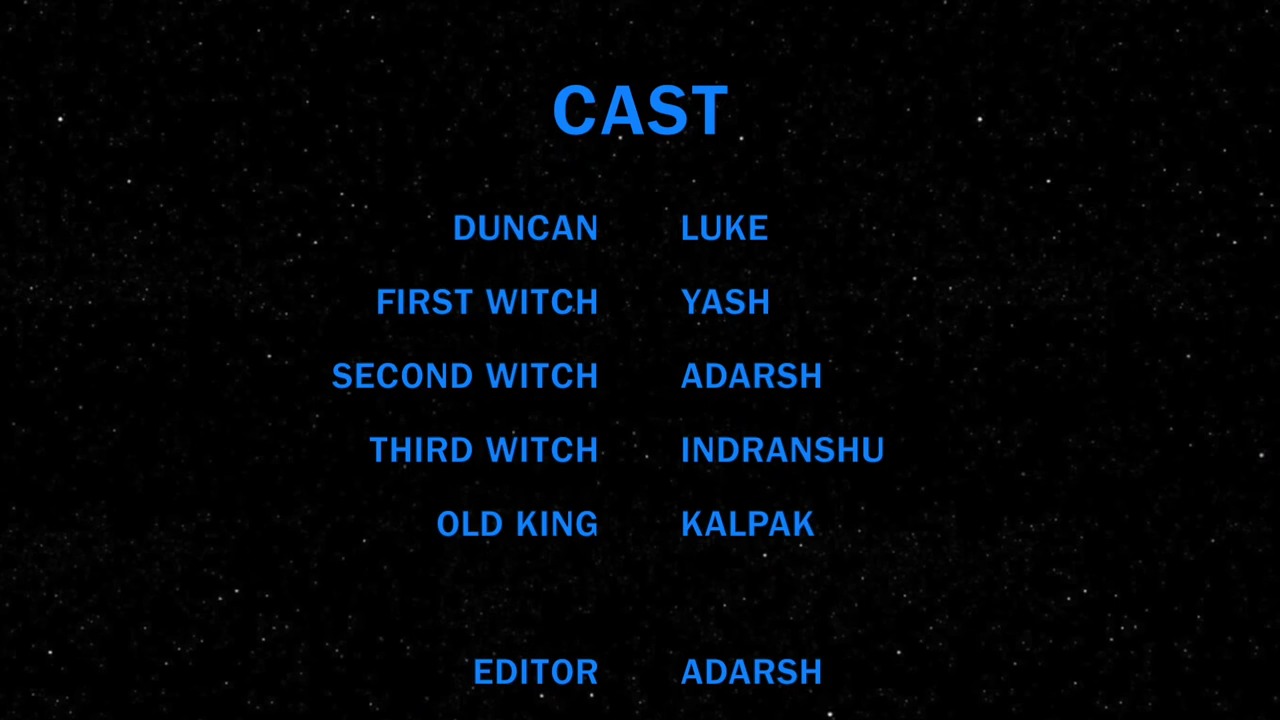 CAST
DUNCAN LUKE
FIRST WITCH YASH
SECOND WITCH ADARSH
THIRD WITCH INDRANSHU
OLD KING KALPAK
EDITOR ADARSH